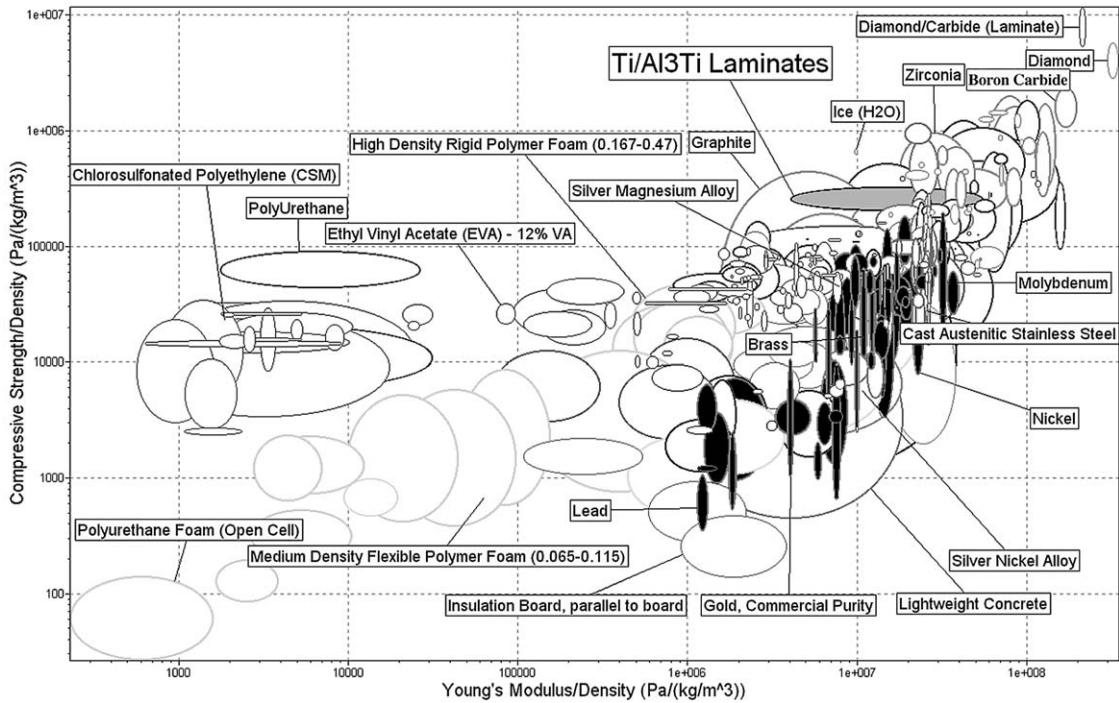 1e+007
Diamond/Carbide (Laminate)
Ti/Al3Ti Laminates
Zirconia
Diamond
Boron Carbide
Ice (H2O)
1e+006
High Density Rigid Polymer Foam (0.167-0.47)
Graphite
Chlorosulfonated Polyethylene (CSM)
Silver Magnesium Alloy
PolyUrethane
Ethyl Vinyl Acetate (EVA) - 12% VA
100000
Molybdenum
Cast Austenitic Stainless Steel
Brass
10000
Nickel
1000
Lead
Polyurethane Foam (Open Cell)
Medium Density Flexible Polymer Foam (0.065-0.115)
Silver Nickel Alloy
100
Insulation Board, parallel to board
Gold, Commercial Purity
Lightweight Concrete
Compressive Strength/Density (Pa/(kg/m^3))
1000 10000 100000 1e+006 1e+007 1e+008
Young's Modulus/Density (Pa/(kg/m^3))